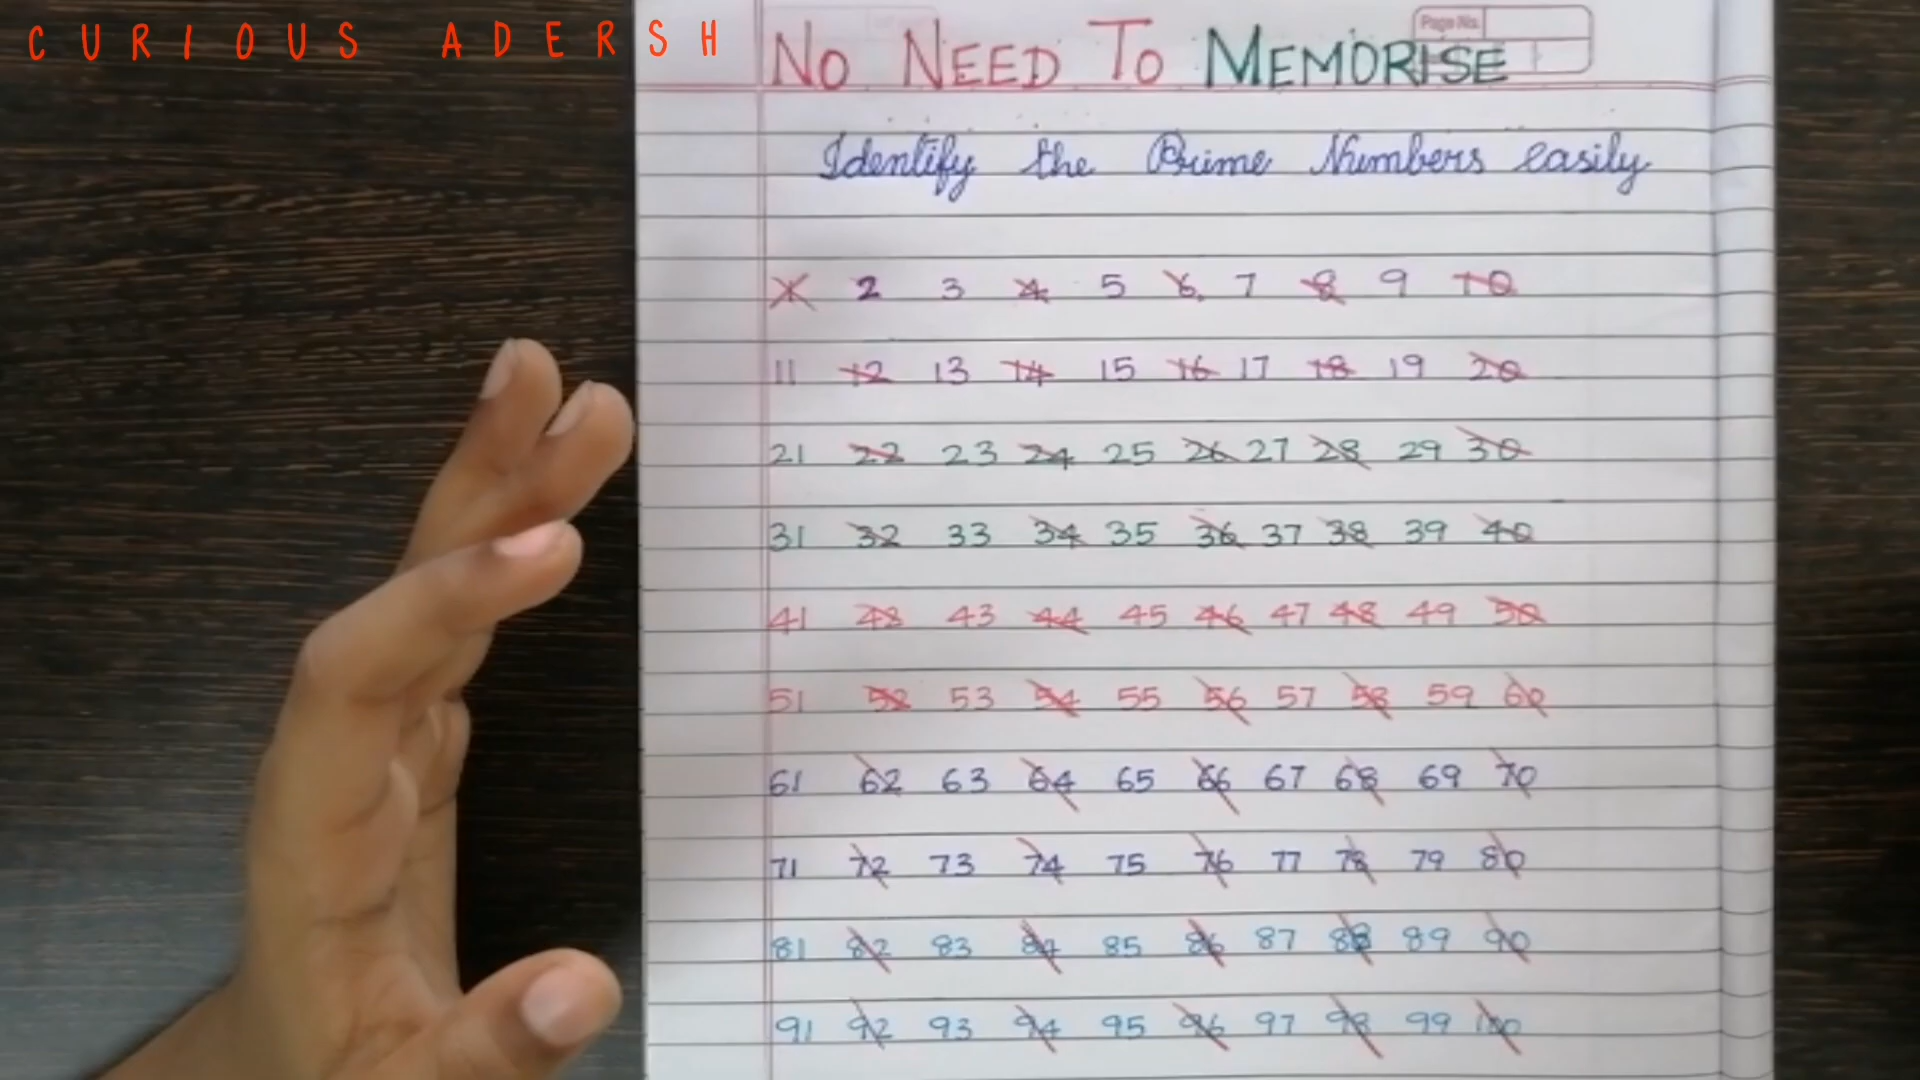 CURIOUS ADERSH
Page No.
NO NEED TO MEMORISE
Identify the Prime Numbers easily
1 2 3 4 5 6 7 8 9 10
11 12 13 14 15 16 17 18 19 20
21 22 23 24 25 26 27 28 29 30
31 32 33 34 35 36 37 38 39 40
41 42 43 44 45 46 47 48 49 50
51 52 53 54 55 56 57 58 59 60
61 62 63 64 65 66 67 68 69 70
71 72 73 74 75 76 77 78 79 80
81 82 83 84 85 86 87 88 89 90
91 92 93 94 95 96 97 98 99 100